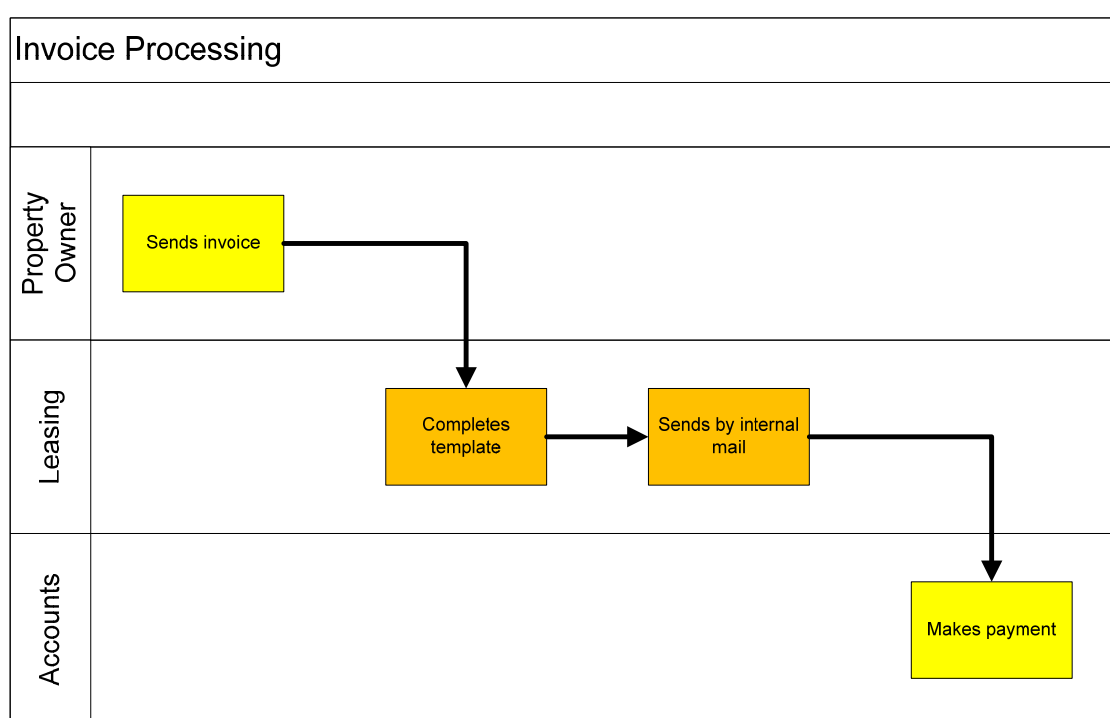 Invoice Processing
Property
Owner
Sends invoice
Leasing
Completes
template
Sends by internal
mail
Accounts
Makes payment